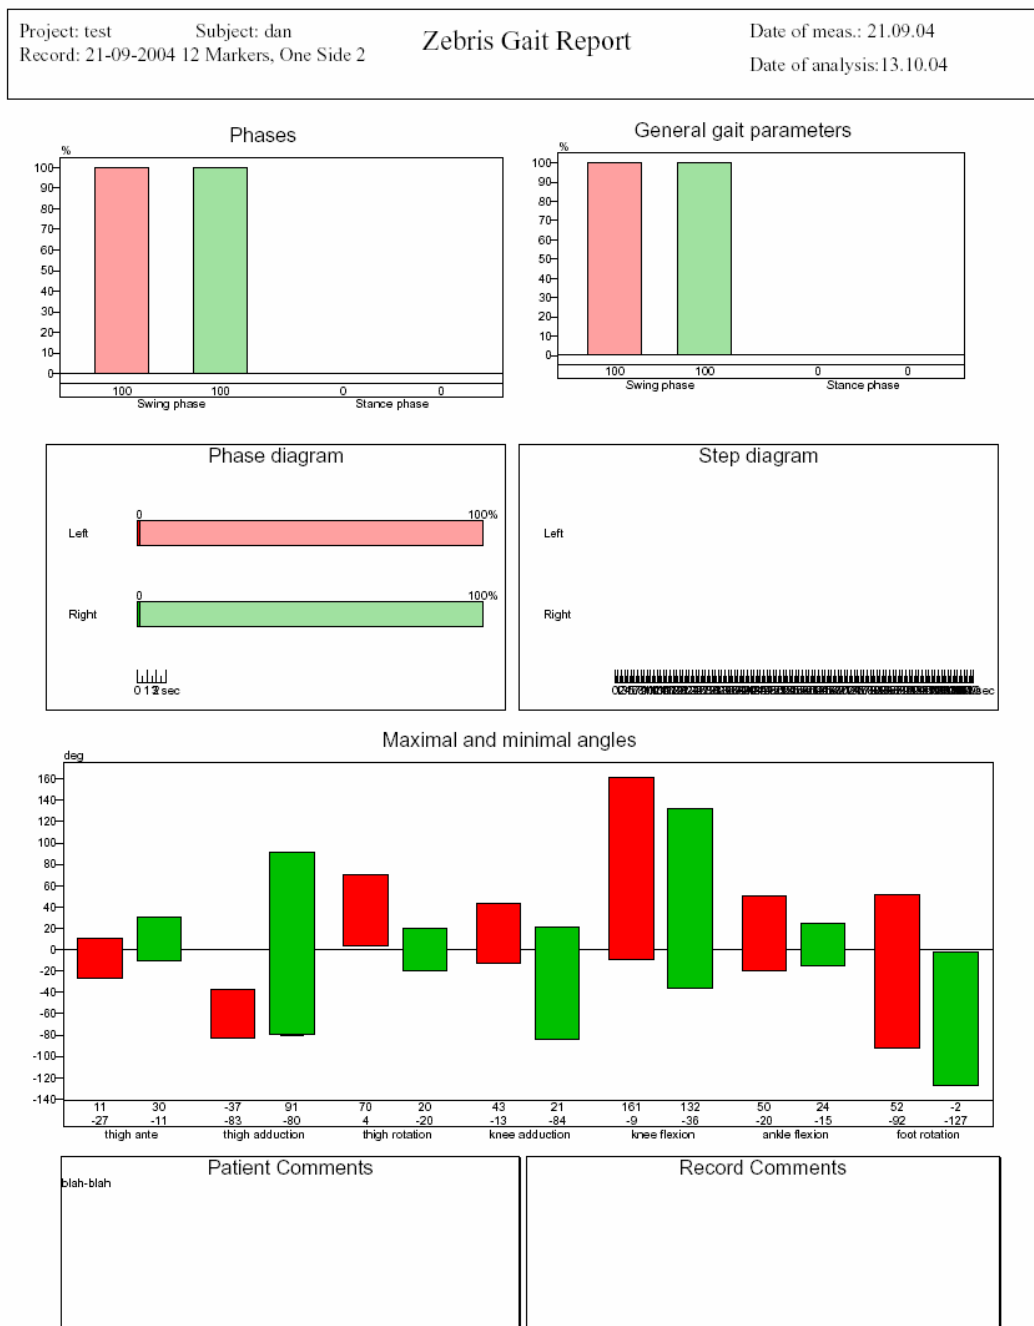 Project: test Subject: dan
Record: 21-09-2004 12 Markers, One Side 2
Zebris Gait Report
Date of meas.: 21.09.04
Date of analysis:13.10.04
Phases
%
100
90
80
70
60
50
40
30
20
10
0
100 100 0 0
Swing phase Stance phase
General gait parameters
%
100
90
80
70
60
50
40
30
20
10
0
100 100 0 0
Swing phase Stance phase
Phase diagram
0 100%
Left
0 100%
Right
0 1 2 sec
Step diagram
Left
Right
sec
Maximal and minimal angles
deg
160
140
120
100
80
60
40
20
0
-20
-40
-60
-80
-100
-120
-140
11 30 -37 91 70 20 43 21 161 132 50 24 52 -2
-27 -11 -83 -80 4 -20 -13 -84 -9 -36 -20 -15 -92 -127
thigh ante thigh adduction thigh rotation knee adduction knee flexion ankle flexion foot rotation
Patient Comments
blah-blah
Record Comments